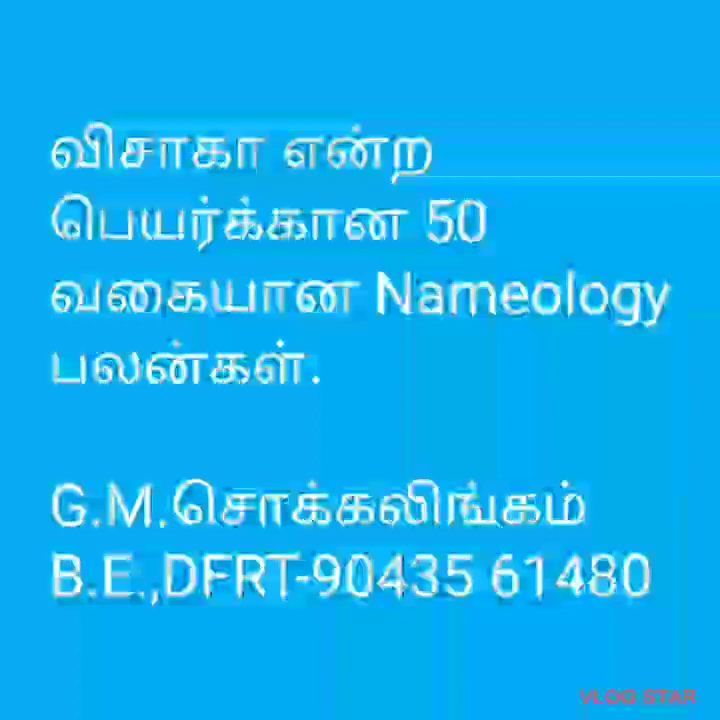 விசாகா என்ற
பெயர்க்கான 50
வகையான Nameology
பலன்கள்.
G.M.சொக்கலிங்கம்
B.E.,DFRT-90435 61480
VLOG STAR